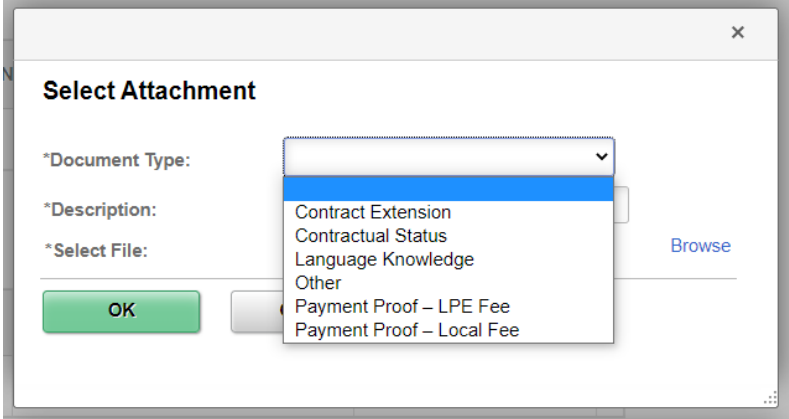 ×
N
Select Attachment
*Document Type:
*Description:
*Select File:
Contract Extension
Contractual Status
Language Knowledge
Other
Payment Proof – LPE Fee
Payment Proof – Local Fee
Browse
OK